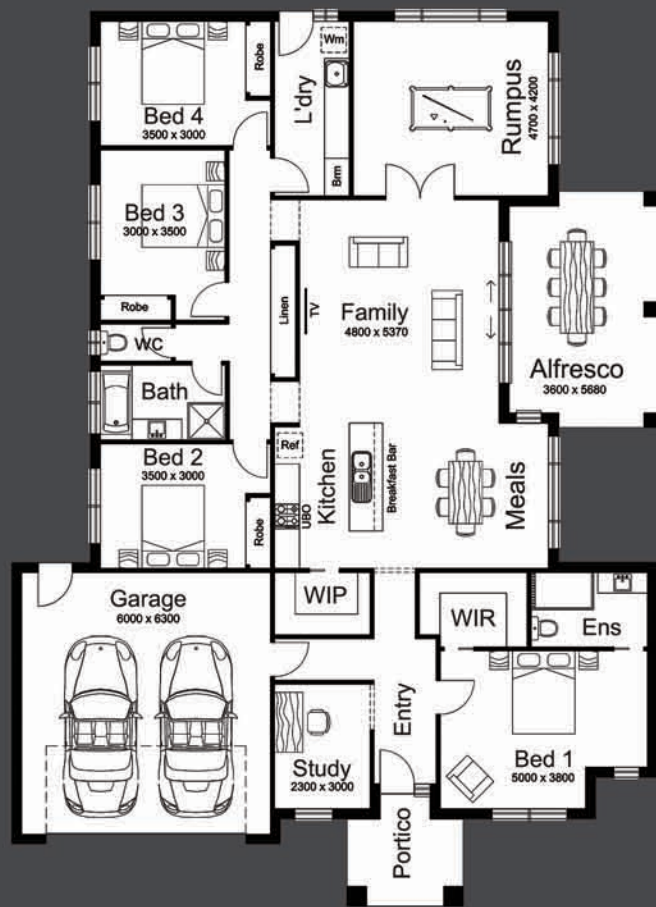 Bed 4
3500 x 3000
Robe
L'dry
Wm
Brm
Rumpus
4700 x 4200
Bed 3
3000 x 3500
Robe
Linen
TV
Family
4800 x 5370
Alfresco
3600 x 5680
WC
Bath
Bed 2
3500 x 3000
Robe
Ref
UBO
Kitchen
Breakfast Bar
Meals
Garage
6000 x 6300
WIP
WIR
Ens
Study
2300 x 3000
Entry
Bed 1
5000 x 3800
Portico